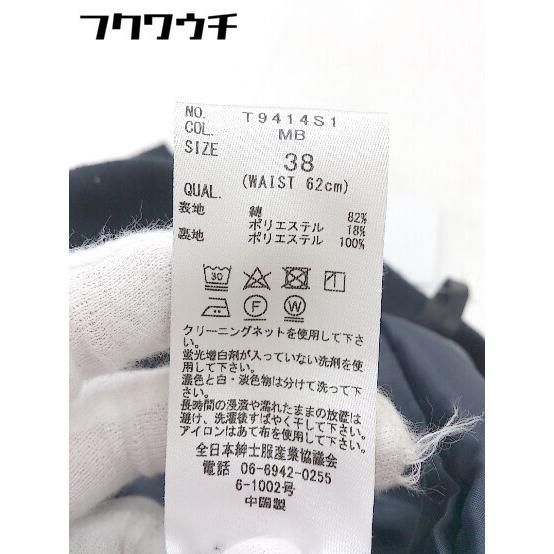 フクワウチ
NO. T9414S1
COL. MB
SIZE 38
(WAIST 62cm)
QUAL.
表地 綿 82%
ポリエステル 18%
裏地 ポリエステル 100%
30
F W
クリーニングネットを使用して下さ
い。
蛍光増白剤が入っていない洗剤を使
用して下さい。
濃色と白・淡色物は分けて洗って下
さい。
長時間の浸漬や濡れたままの放置は
避け、洗濯後すばやく干して下さい。
アイロンはあて布を使用して下さい。
全日本紳士服産業協議会
電話 06-6942-0255
6-1002号
中国製